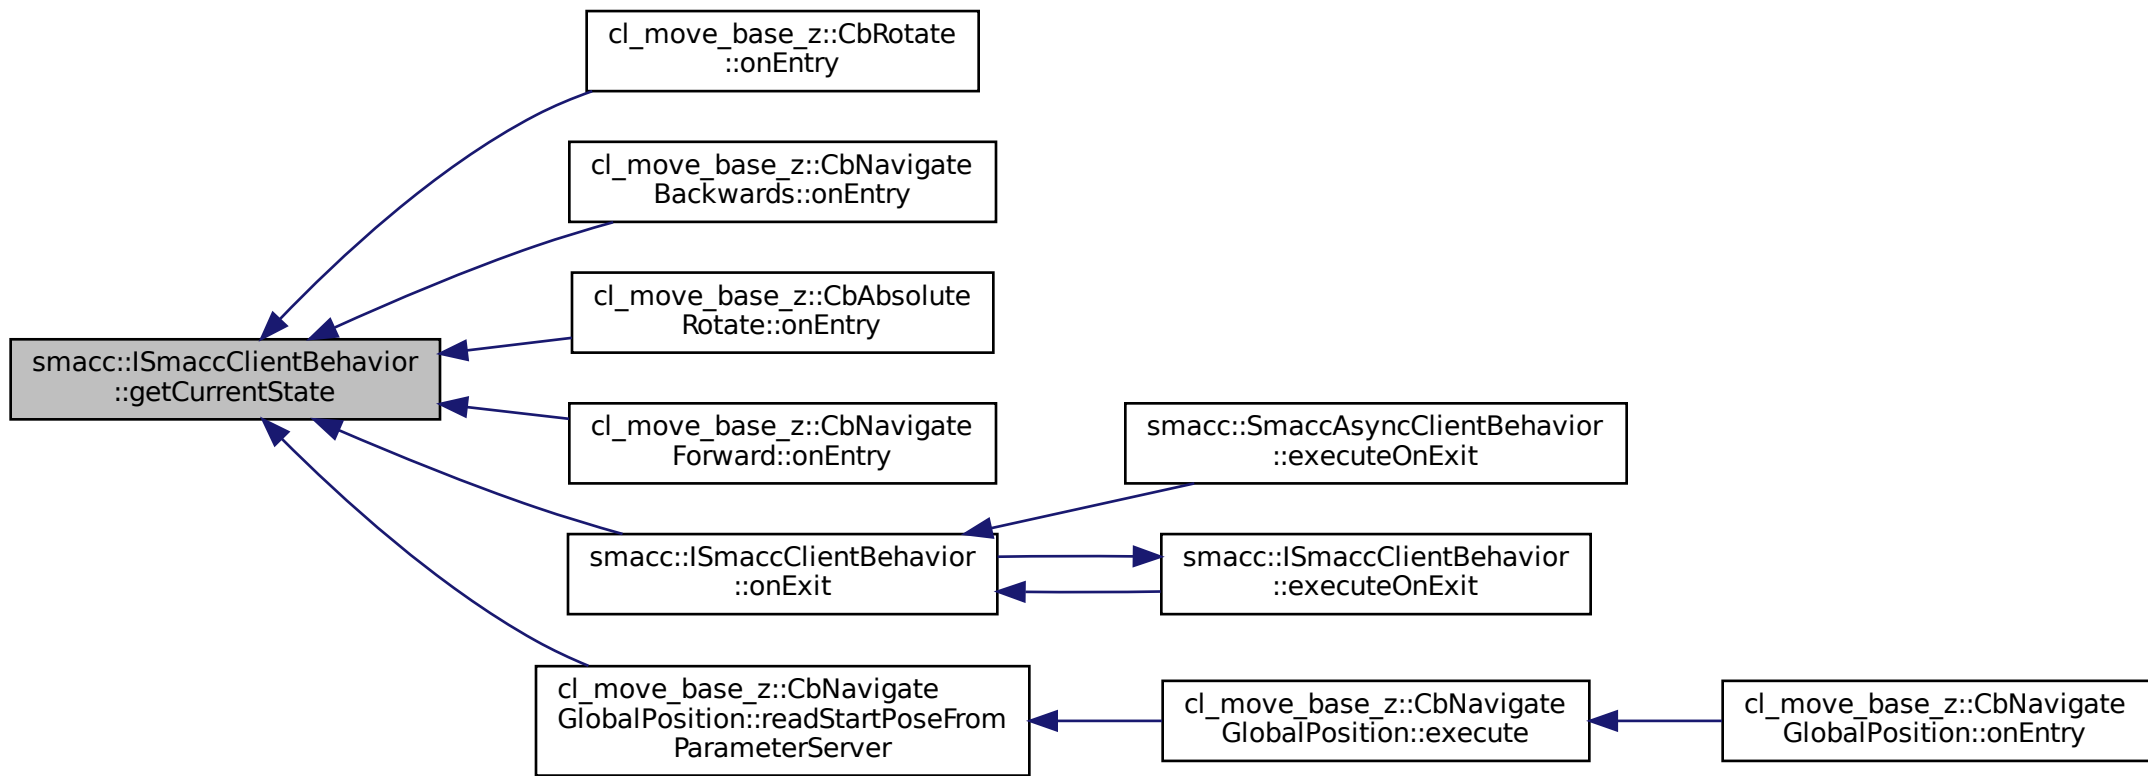 cl_move_base_z::CbRotate
::onEntry
cl_move_base_z::CbNavigate
Backwards::onEntry
cl_move_base_z::CbAbsolute
Rotate::onEntry
smacc::ISmaccClientBehavior
::getCurrentState
cl_move_base_z::CbNavigate
Forward::onEntry
smacc::SmaccAsyncClientBehavior
::executeOnExit
smacc::ISmaccClientBehavior
::onExit
smacc::ISmaccClientBehavior
::executeOnExit
cl_move_base_z::CbNavigate
GlobalPosition::readStartPoseFrom
ParameterServer
cl_move_base_z::CbNavigate
GlobalPosition::execute
cl_move_base_z::CbNavigate
GlobalPosition::onEntry